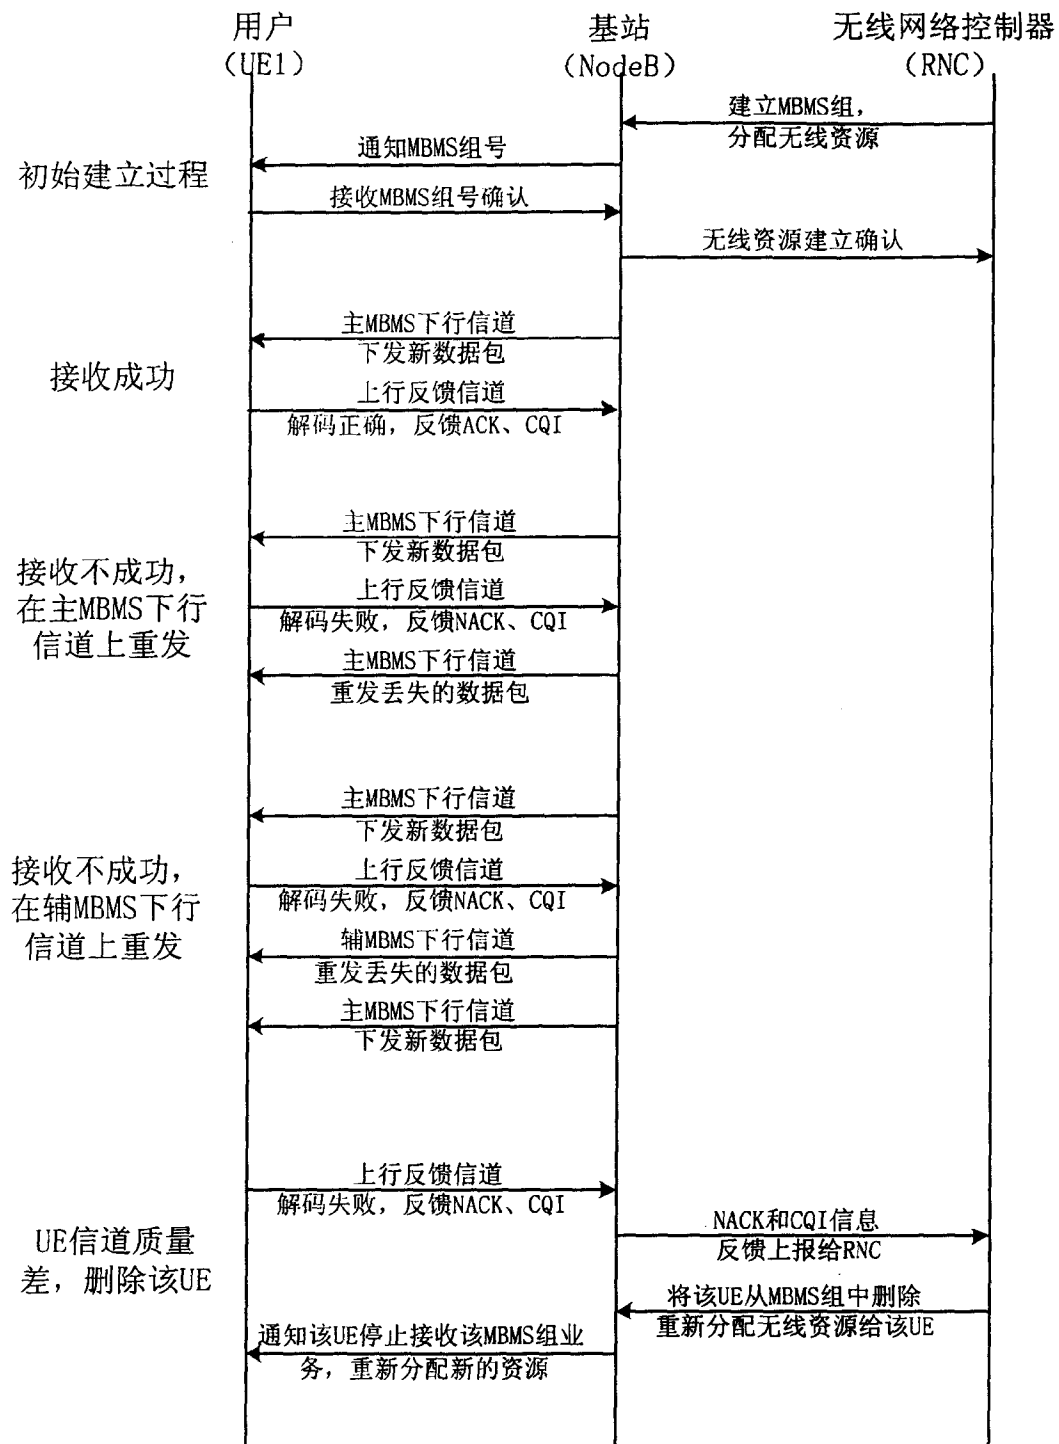 用户
(UE1)
基站
(NodeB)
无线网络控制器
(RNC)
建立MBMS组，
分配无线资源
通知MBMS组号
初始建立过程
接收MBMS组号确认
无线资源建立确认
主MBMS下行信道
下发新数据包
接收成功
上行反馈信道
解码正确，反馈ACK、CQI
主MBMS下行信道
下发新数据包
接收不成功，
在主MBMS下行
信道上重发
上行反馈信道
解码失败，反馈NACK、CQI
主MBMS下行信道
重发丢失的数据包
主MBMS下行信道
下发新数据包
接收不成功，
在辅MBMS下行
信道上重发
上行反馈信道
解码失败，反馈NACK、CQI
辅MBMS下行信道
重发丢失的数据包
主MBMS下行信道
下发新数据包
上行反馈信道
解码失败，反馈NACK、CQI
UE信道质量
差，删除该UE
NACK和CQI信息
反馈上报给RNC
将该UE从MBMS组中删除
重新分配无线资源给该UE
通知该UE停止接收该MBMS组业
务，重新分配新的资源